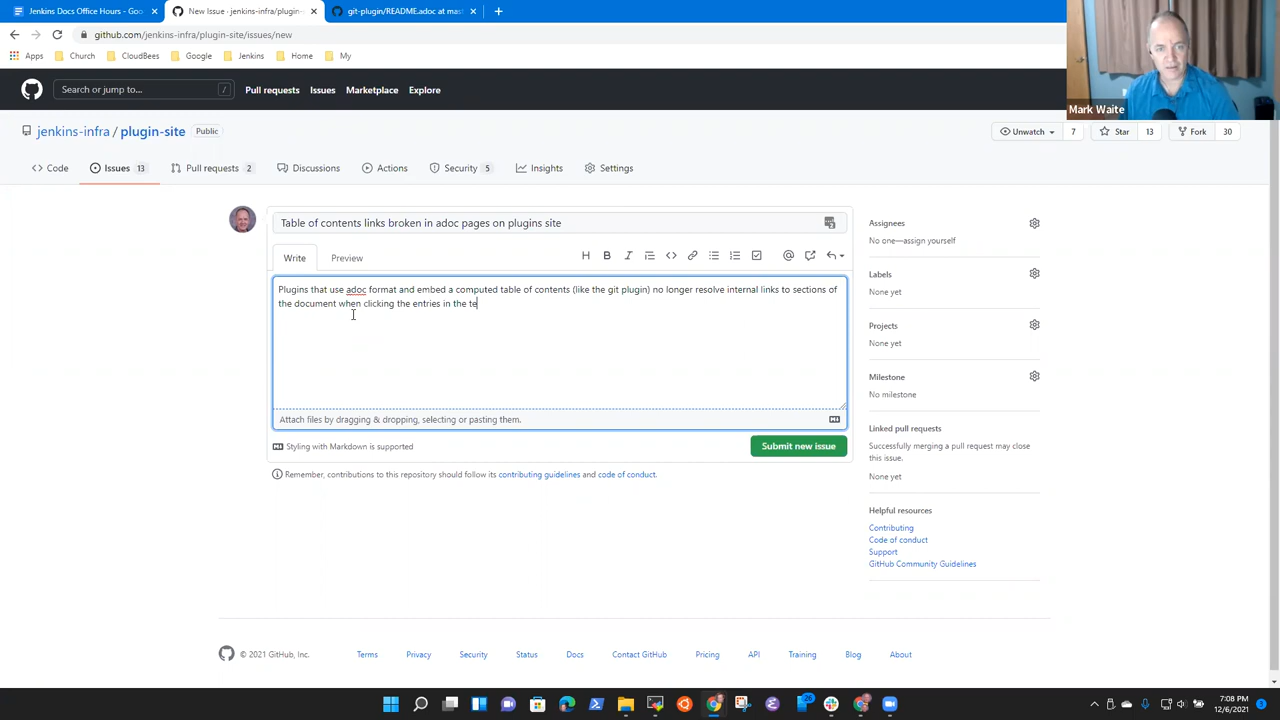 Jenkins Docs Office Hours - Goo
New Issue · jenkins-infra/plugin-
git-plugin/README.adoc at mas
github.com/jenkins-infra/plugin-site/issues/new
Apps
Church
CloudBees
Google
Jenkins
Home
My
Mark Waite
Search or jump to...
/
Pull requests
Issues
Marketplace
Explore
jenkins-infra / plugin-site
Public
Unwatch
7
Star
13
Fork
30
Code
Issues 13
Pull requests 2
Discussions
Actions
Security 5
Insights
Settings
Table of contents links broken in adoc pages on plugins site
Write
Preview
Plugins that use adoc format and embed a computed table of contents (like the git plugin) no longer resolve internal links to sections of
the document when clicking the entries in the te
Attach files by dragging & dropping, selecting or pasting them.
Styling with Markdown is supported
Submit new issue
Remember, contributions to this repository should follow its contributing guidelines and code of conduct.
Assignees
No one—assign yourself
Labels
None yet
Projects
None yet
Milestone
No milestone
Linked pull requests
Successfully merging a pull request may close
this issue.
None yet
Helpful resources
Contributing
Code of conduct
Support
GitHub Community Guidelines
© 2021 GitHub, Inc.
Terms
Privacy
Security
Status
Docs
Contact GitHub
Pricing
API
Training
Blog
About
7:08 PM
12/6/2021